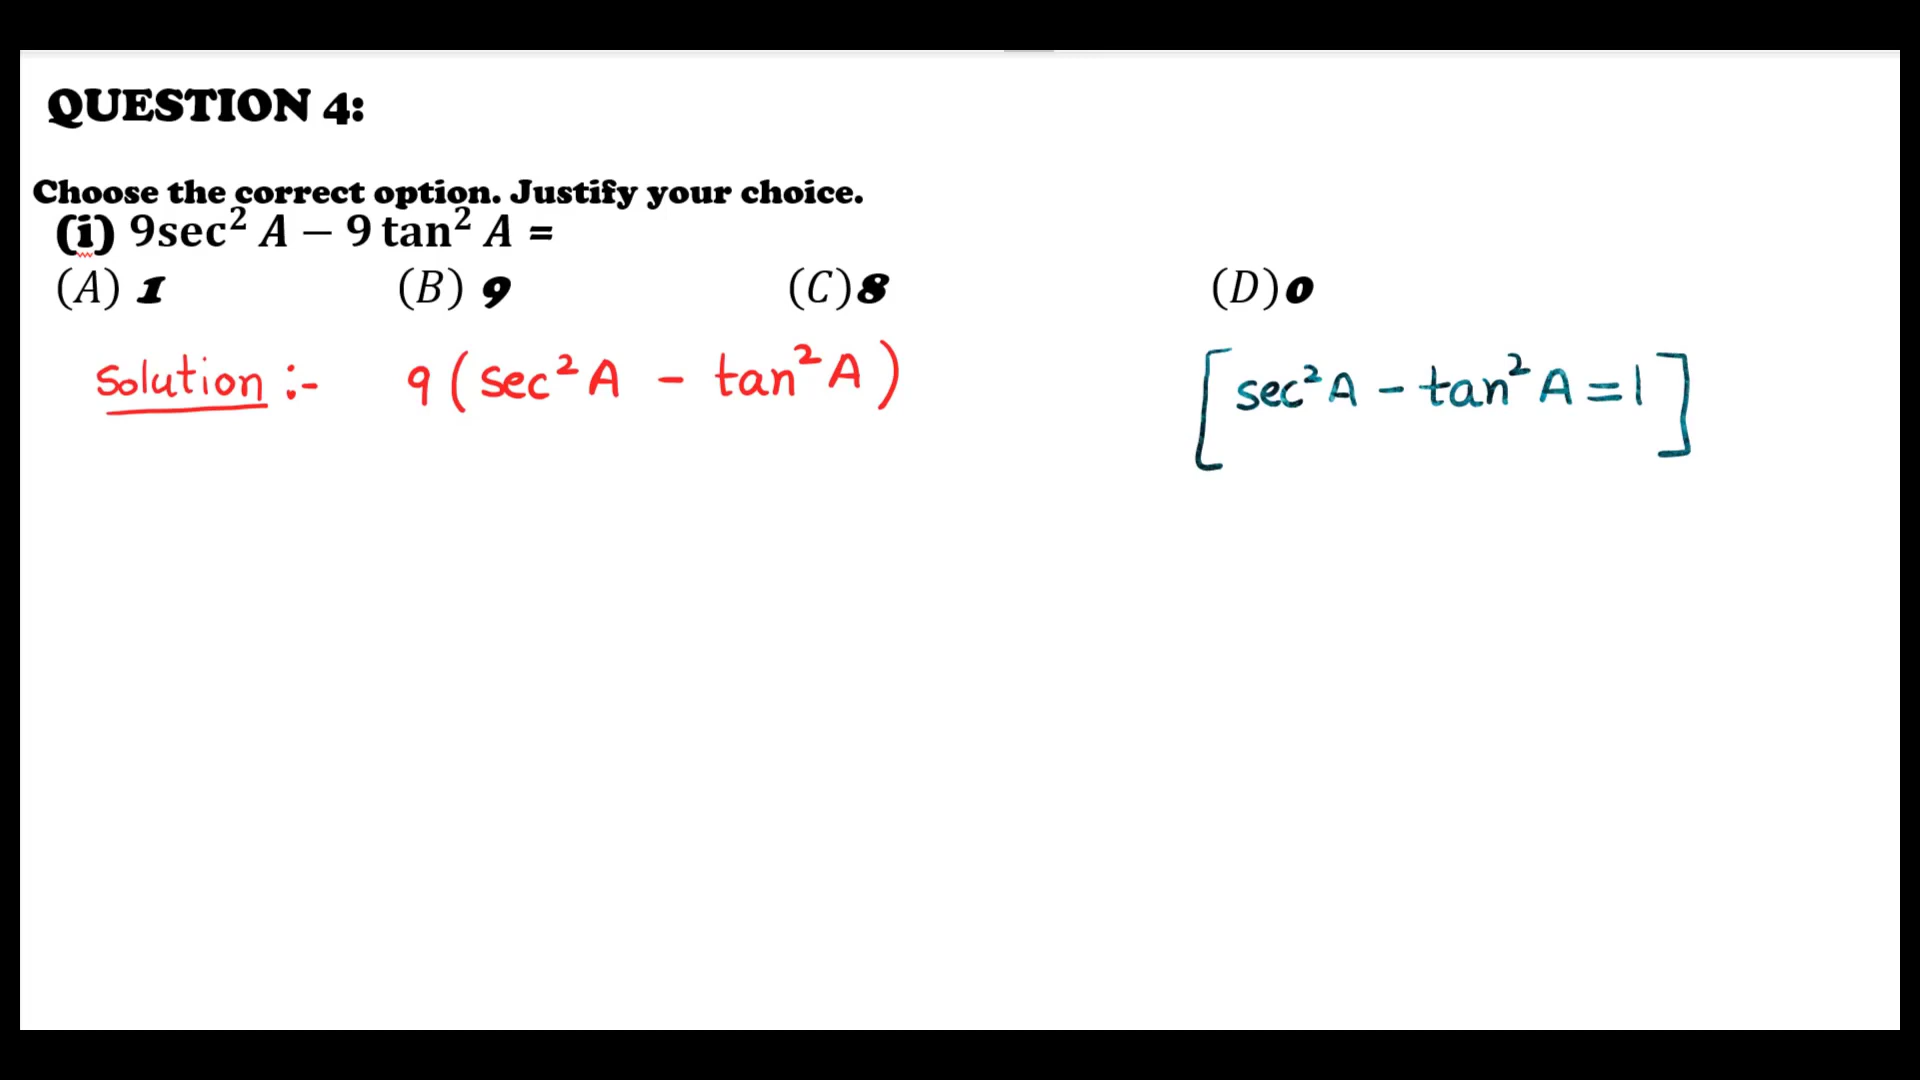 QUESTION 4:
Choose the correct option. Justify your choice.
(i) 9sec² A − 9 tan² A =
(A) 1 (B) 9 (C) 8 (D) 0
Solution :- 9 (sec² A - tan² A) [sec² A - tan² A = 1]